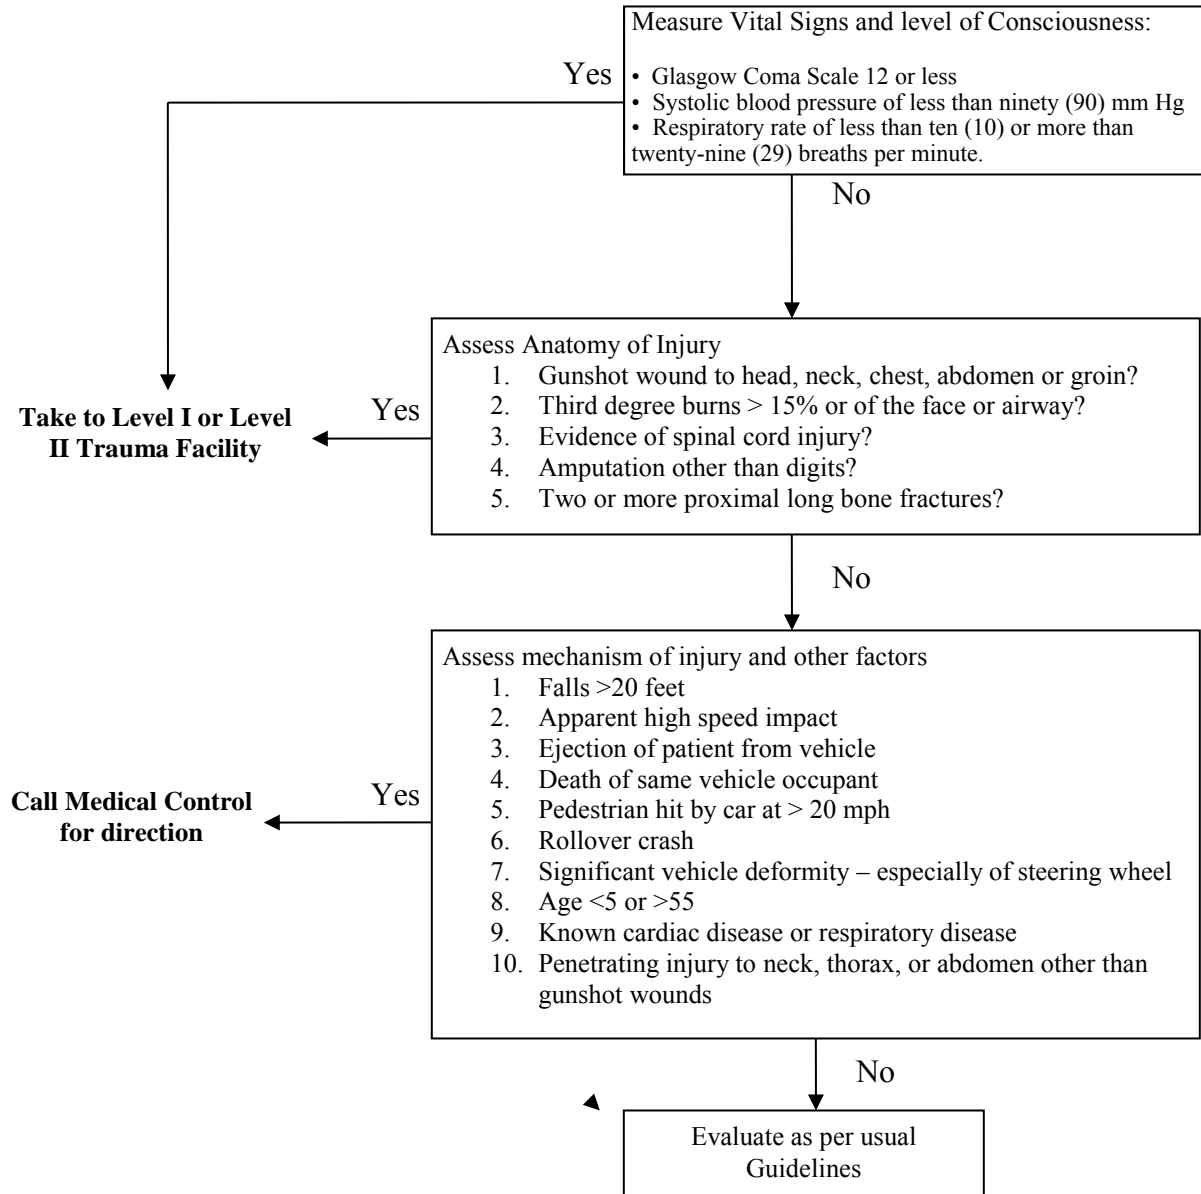 Measure Vital Signs and level of Consciousness:
• Glasgow Coma Scale 12 or less
• Systolic blood pressure of less than ninety (90) mm Hg
• Respiratory rate of less than ten (10) or more than
twenty-nine (29) breaths per minute.
Yes
No
Assess Anatomy of Injury
1. Gunshot wound to head, neck, chest, abdomen or groin?
2. Third degree burns > 15% or of the face or airway?
3. Evidence of spinal cord injury?
4. Amputation other than digits?
5. Two or more proximal long bone fractures?
Yes
Take to Level I or Level
II Trauma Facility
No
Assess mechanism of injury and other factors
1. Falls >20 feet
2. Apparent high speed impact
3. Ejection of patient from vehicle
4. Death of same vehicle occupant
5. Pedestrian hit by car at > 20 mph
6. Rollover crash
7. Significant vehicle deformity – especially of steering wheel
8. Age <5 or >55
9. Known cardiac disease or respiratory disease
10. Penetrating injury to neck, thorax, or abdomen other than
gunshot wounds
Yes
Call Medical Control
for direction
No
Evaluate as per usual
Guidelines